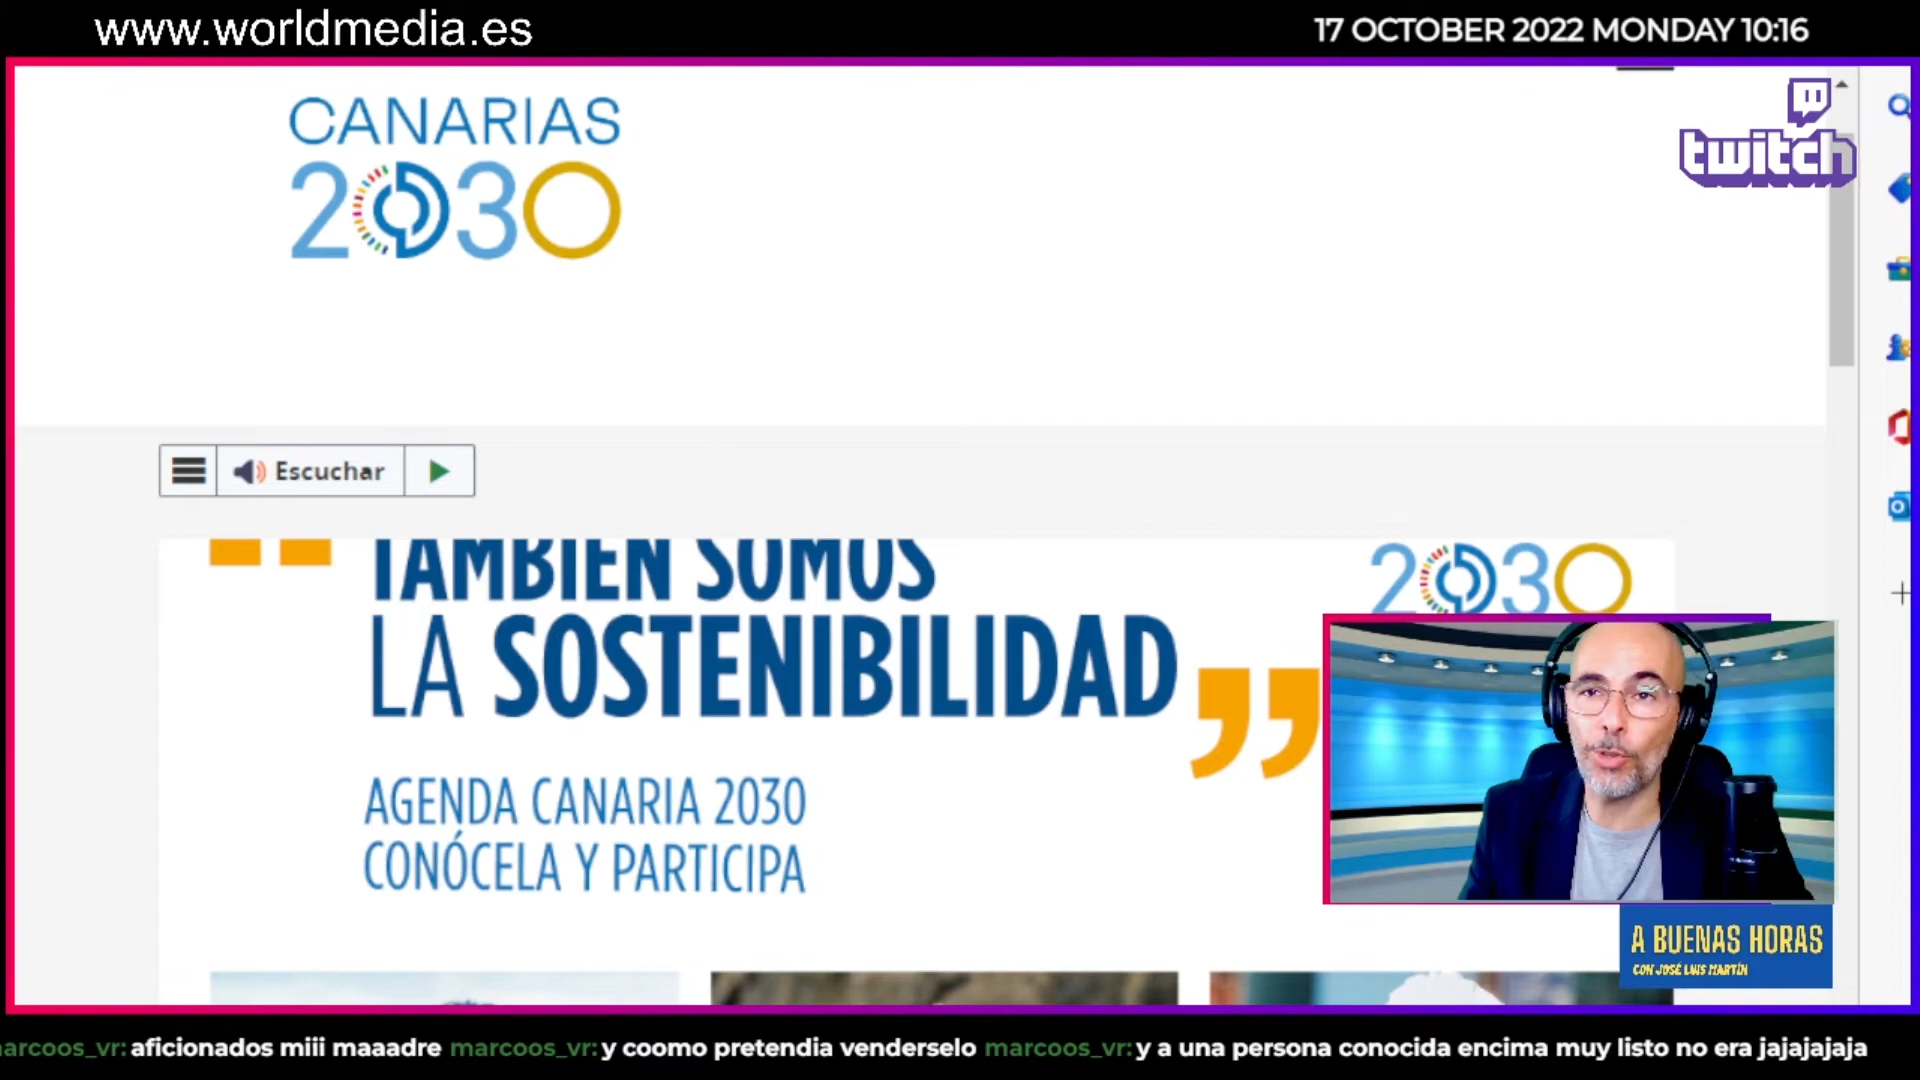 www.worldmedia.es
17 OCTOBER 2022 MONDAY 10:16
CANARIAS
2030
twitch
Escuchar
TAMBIÉN SOMOS
LA SOSTENIBILIDAD
2030
AGENDA CANARIA 2030
CONÓCELA Y PARTICIPA
A BUENAS HORAS
CON JOSÉ LUIS MARTÍN
arcoos_vr: aficionados miii maaadre marcoos_vr: y coomo pretendia venderselo marcoos_vr: y a una persona conocida encima muy listo no era jajajajaja